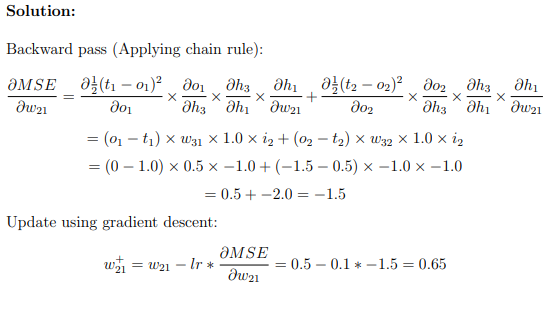 Solution:
Backward pass (Applying chain rule):
∂MSE/∂w₂₁ = ∂½(t₁ − o₁)²/∂o₁ × ∂o₁/∂h₃ × ∂h₃/∂h₁ × ∂h₁/∂w₂₁ + ∂½(t₂ − o₂)²/∂o₂ × ∂o₂/∂h₃ × ∂h₃/∂h₁ × ∂h₁/∂w₂₁
= (o₁ − t₁) × w₃₁ × 1.0 × i₂ + (o₂ − t₂) × w₃₂ × 1.0 × i₂
= (0 − 1.0) × 0.5 × −1.0 + (−1.5 − 0.5) × −1.0 × −1.0
= 0.5 + −2.0 = −1.5
Update using gradient descent:
w₂₁⁺ = w₂₁ − lr ∗ ∂MSE/∂w₂₁ = 0.5 − 0.1 ∗ −1.5 = 0.65